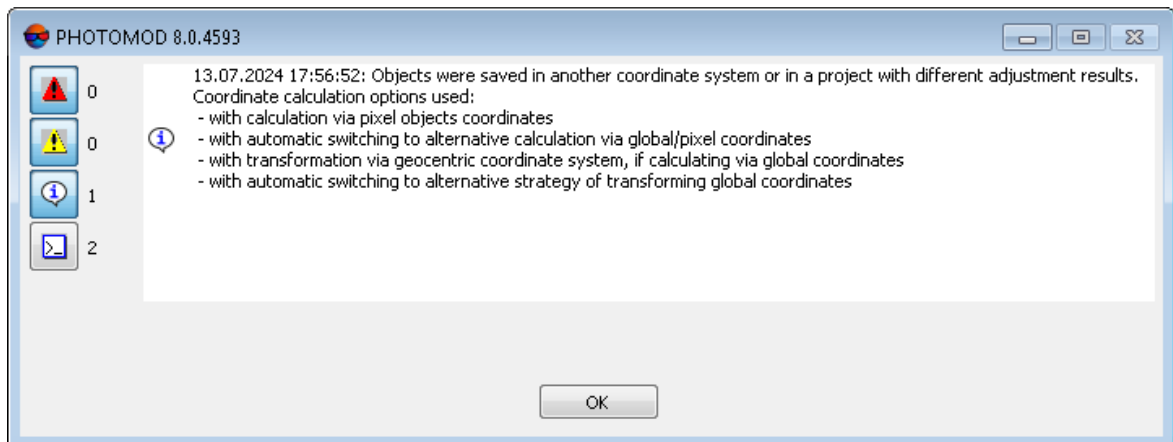 PHOTOMOD 8.0.4593
0
0
1
2
13.07.2024 17:56:52: Objects were saved in another coordinate system or in a project with different adjustment results.
Coordinate calculation options used:
- with calculation via pixel objects coordinates
- with automatic switching to alternative calculation via global/pixel coordinates
- with transformation via geocentric coordinate system, if calculating via global coordinates
- with automatic switching to alternative strategy of transforming global coordinates
OK